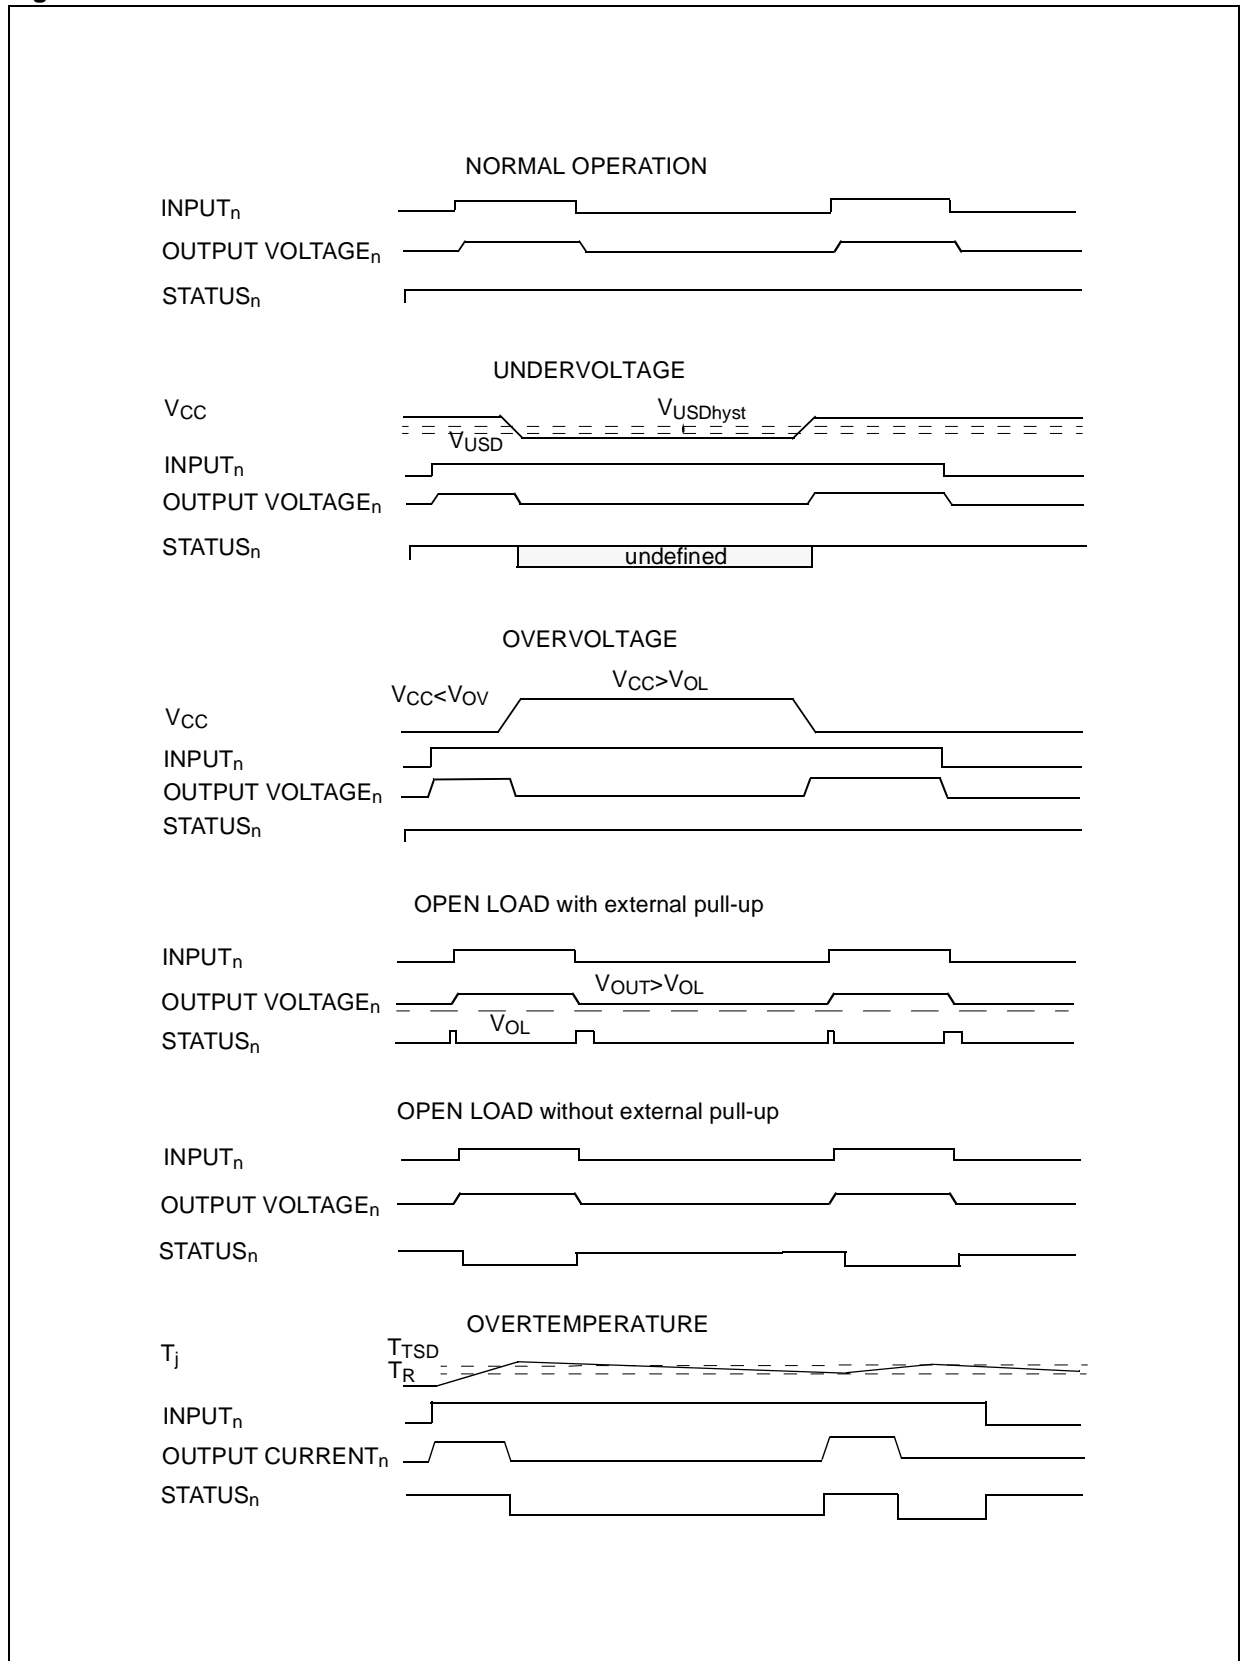 NORMAL OPERATION
INPUTn
OUTPUT VOLTAGEn
STATUSn
UNDERVOLTAGE
VCC
VUSDhyst
VUSD
INPUTn
OUTPUT VOLTAGEn
STATUSn
undefined
OVERVOLTAGE
VCC<VOV
VCC>VOL
VCC
INPUTn
OUTPUT VOLTAGEn
STATUSn
OPEN LOAD with external pull-up
INPUTn
VOUT>VOL
OUTPUT VOLTAGEn
VOL
STATUSn
OPEN LOAD without external pull-up
INPUTn
OUTPUT VOLTAGEn
STATUSn
OVERTEMPERATURE
Tj
TTSD
TR
INPUTn
OUTPUT CURRENTn
STATUSn